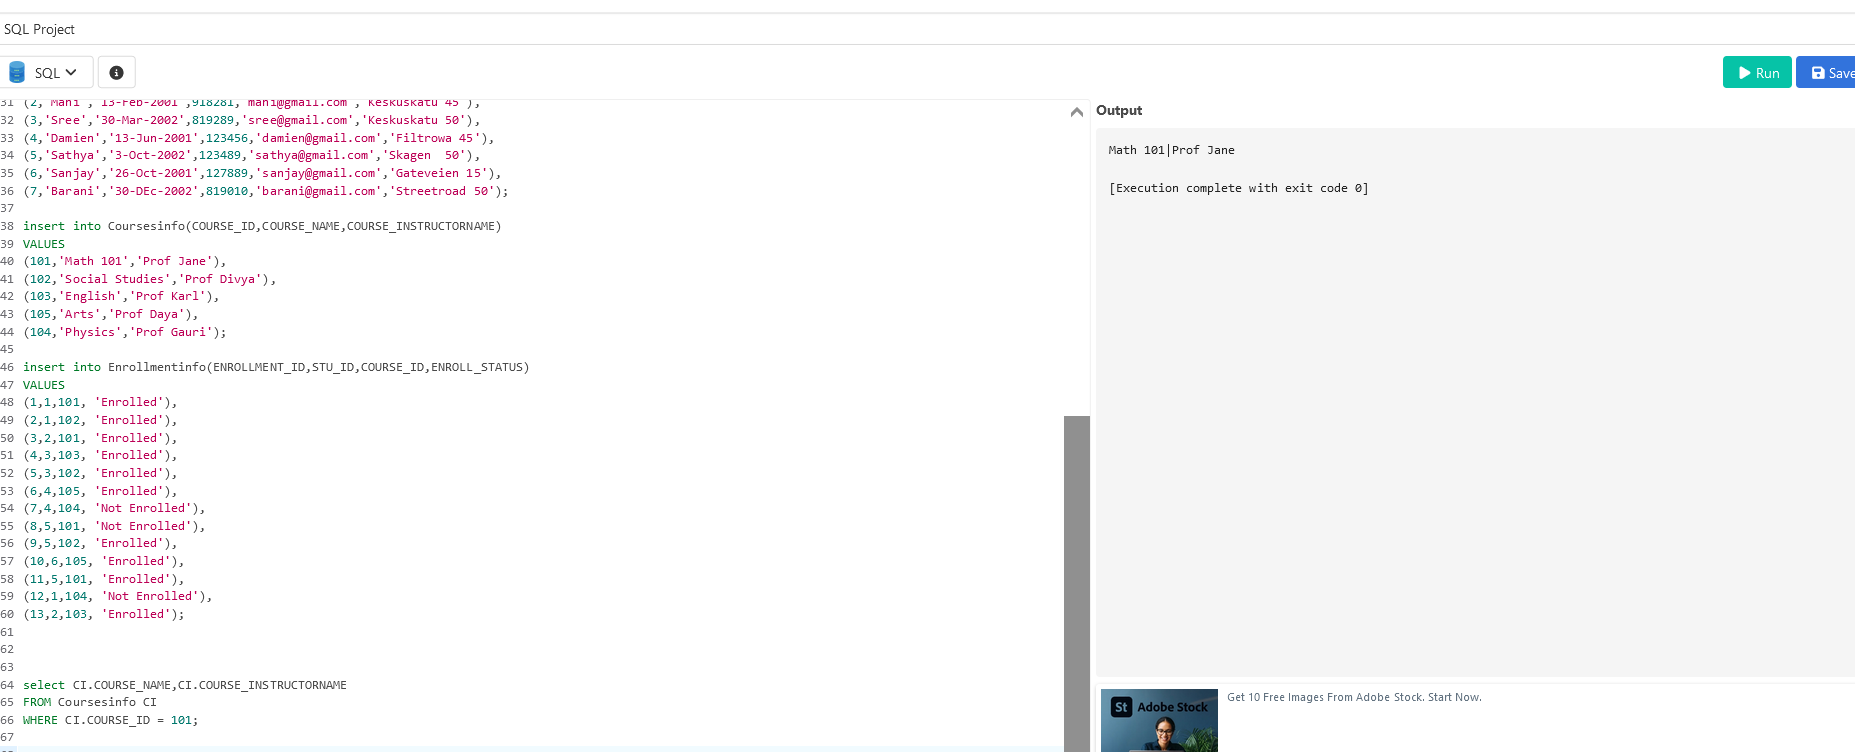 SQL Project
SQL
Run
Save
31 (2,'Mani','13-Feb-2001',918281,'mani@gmail.com','Keskuskatu 45'),
32 (3,'Sree','30-Mar-2002',819289,'sree@gmail.com','Keskuskatu 50'),
33 (4,'Damien','13-Jun-2001',123456,'damien@gmail.com','Filtrowa 45'),
34 (5,'Sathya','3-Oct-2002',123489,'sathya@gmail.com','Skagen  50'),
35 (6,'Sanjay','26-Oct-2001',127889,'sanjay@gmail.com','Gateveien 15'),
36 (7,'Barani','30-DEc-2002',819010,'barani@gmail.com','Streetroad 50');
37
38 insert into Coursesinfo(COURSE_ID,COURSE_NAME,COURSE_INSTRUCTORNAME)
39 VALUES
40 (101,'Math 101','Prof Jane'),
41 (102,'Social Studies','Prof Divya'),
42 (103,'English','Prof Karl'),
43 (105,'Arts','Prof Daya'),
44 (104,'Physics','Prof Gauri');
45
46 insert into Enrollmentinfo(ENROLLMENT_ID,STU_ID,COURSE_ID,ENROLL_STATUS)
47 VALUES
48 (1,1,101, 'Enrolled'),
49 (2,1,102, 'Enrolled'),
50 (3,2,101, 'Enrolled'),
51 (4,3,103, 'Enrolled'),
52 (5,3,102, 'Enrolled'),
53 (6,4,105, 'Enrolled'),
54 (7,4,104, 'Not Enrolled'),
55 (8,5,101, 'Not Enrolled'),
56 (9,5,102, 'Enrolled'),
57 (10,6,105, 'Enrolled'),
58 (11,5,101, 'Enrolled'),
59 (12,1,104, 'Not Enrolled'),
60 (13,2,103, 'Enrolled');
61
62
63
64 select CI.COURSE_NAME,CI.COURSE_INSTRUCTORNAME
65 FROM Coursesinfo CI
66 WHERE CI.COURSE_ID = 101;
67
Output
Math 101|Prof Jane
[Execution complete with exit code 0]
St Adobe Stock
Get 10 Free Images From Adobe Stock. Start Now.